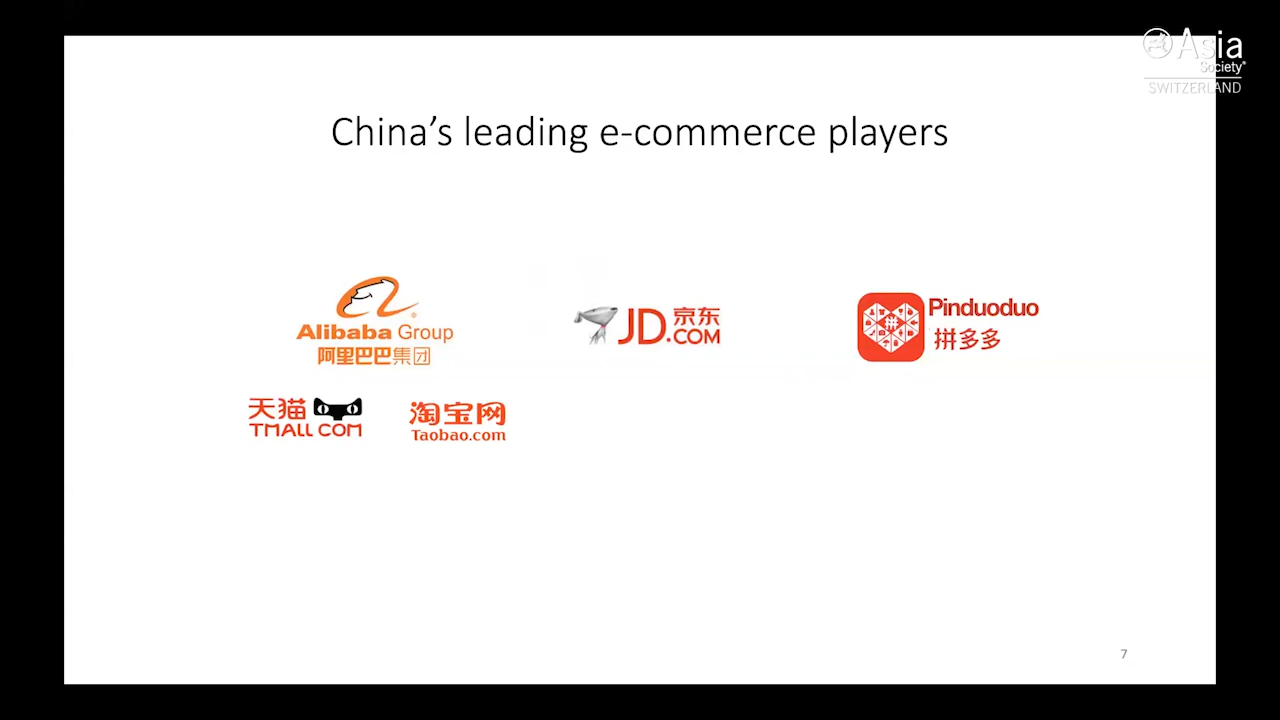 Asia
Society
SWITZERLAND
China's leading e-commerce players
Alibaba Group
阿里巴巴集团
JD.京东
.COM
Pinduoduo
拼多多
天猫
TMALL COM
淘宝网
Taobao.com
7